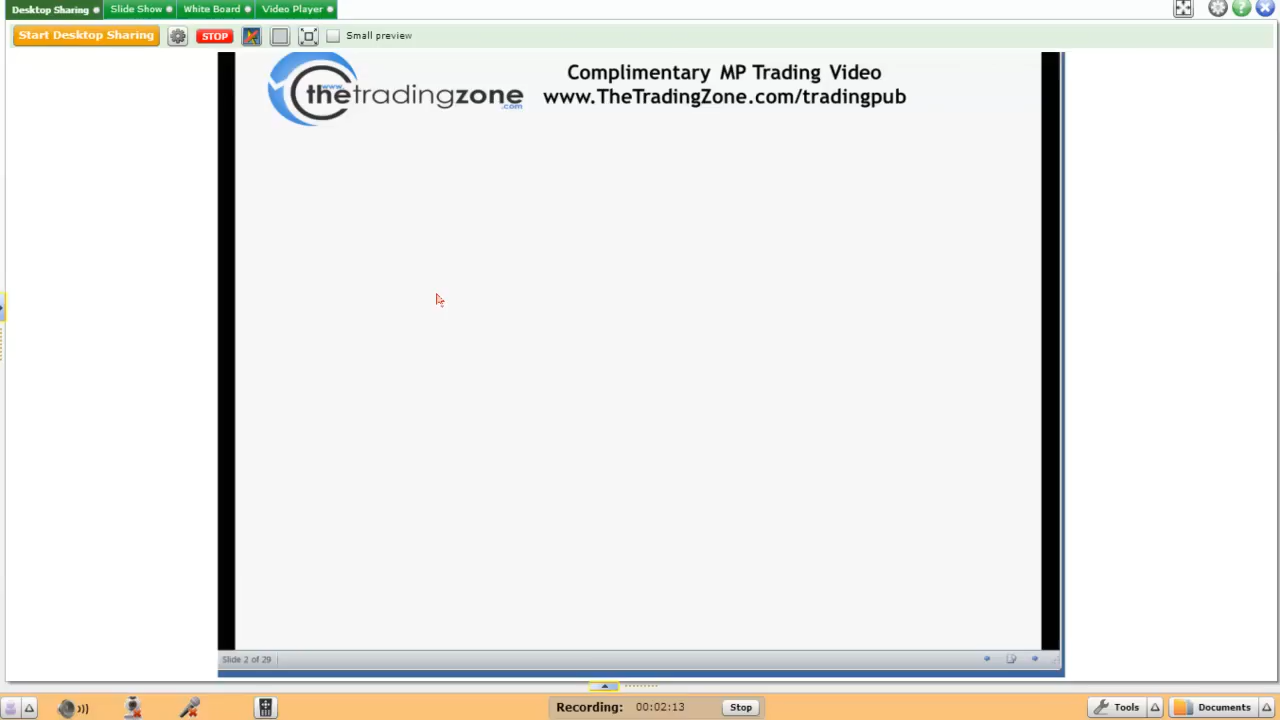 Desktop Sharing
Slide Show
White Board
Video Player
Start Desktop Sharing
STOP
Small preview
www.
thetradingzone
.com
Complimentary MP Trading Video
www.TheTradingZone.com/tradingpub
Slide 2 of 29
Recording: 00:02:13
Stop
Tools
Documents